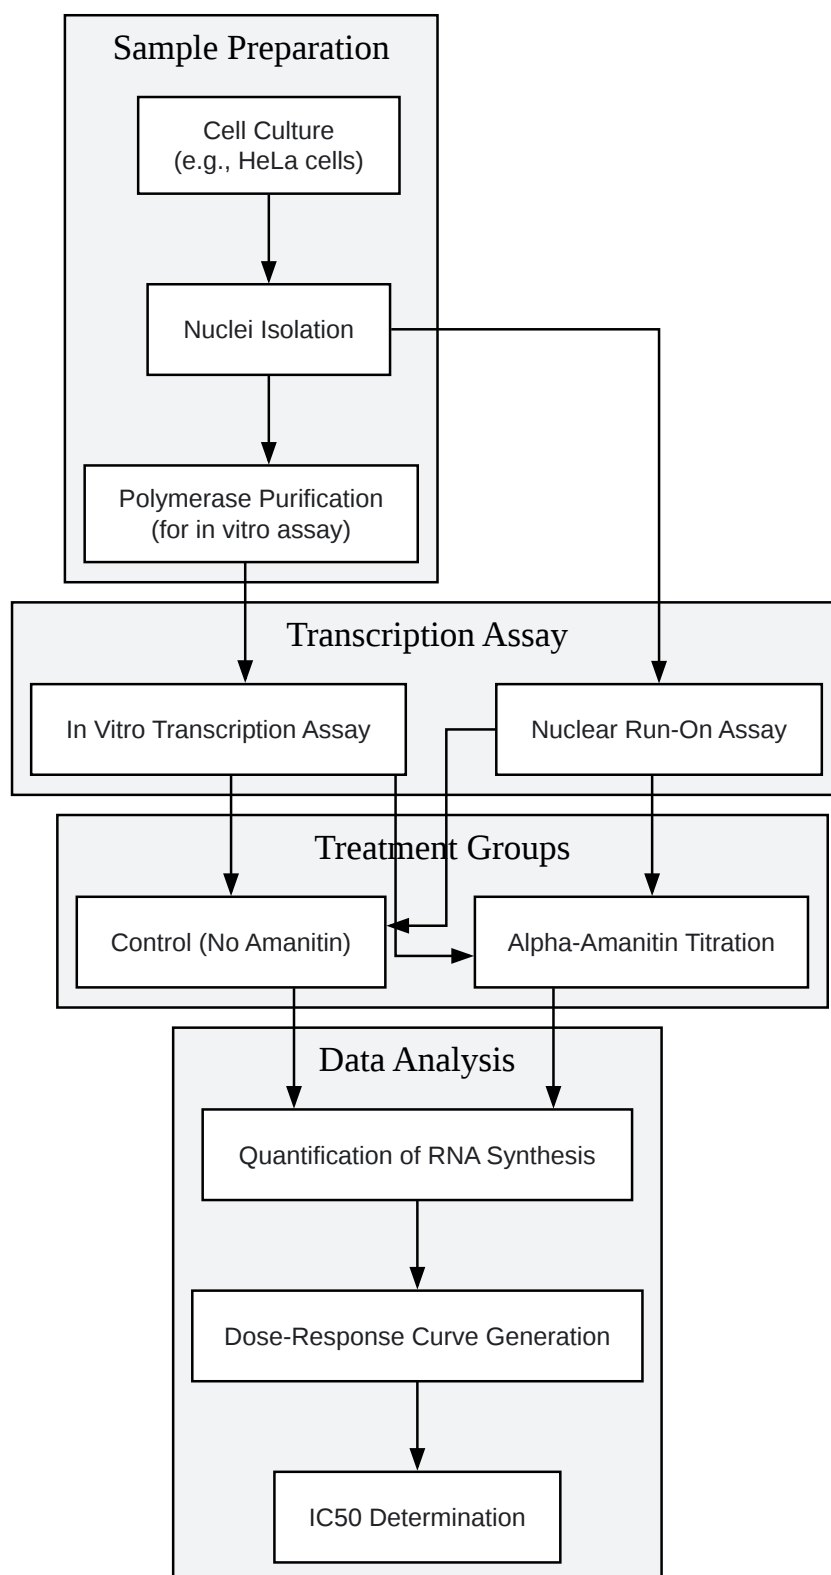 Sample Preparation
Cell Culture
(e.g., HeLa cells)
Nuclei Isolation
Polymerase Purification
(for in vitro assay)
Transcription Assay
In Vitro Transcription Assay
Nuclear Run-On Assay
Treatment Groups
Control (No Amanitin)
Alpha-Amanitin Titration
Data Analysis
Quantification of RNA Synthesis
Dose-Response Curve Generation
IC50 Determination